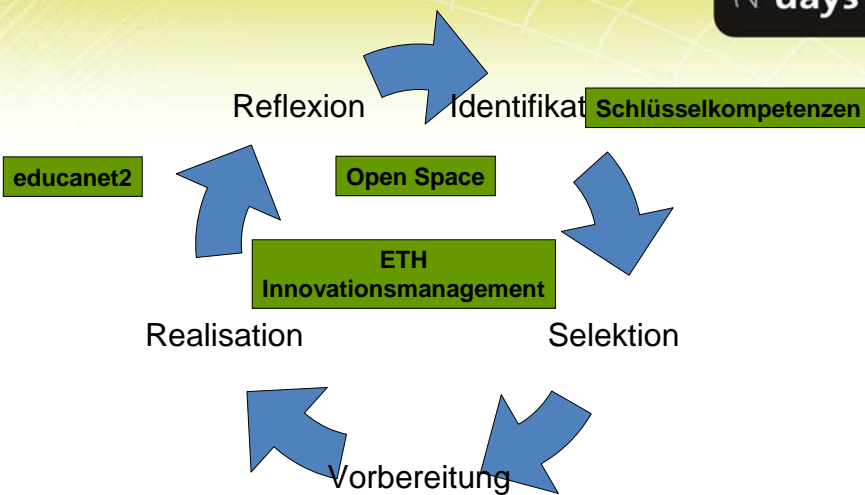 days
Reflexion
Identifikat
Schlüsselkompetenzen
educanet2
Open Space
ETH
Innovationsmanagement
Realisation
Selektion
Vorbereitung